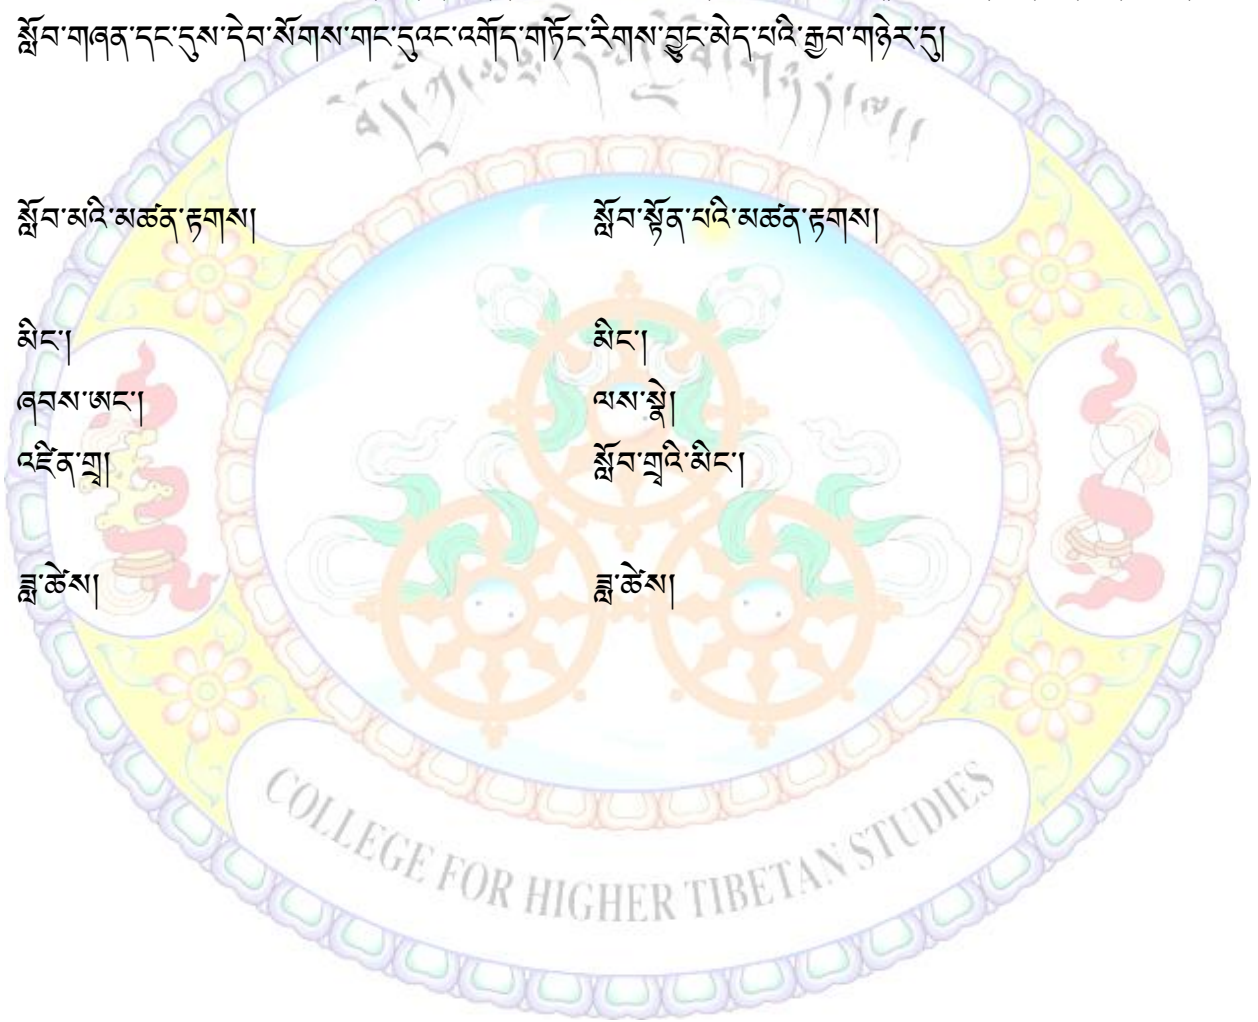 སློབ་གཞན་དང་དུས་དེབ་སོགས་གང་དུའང་འགོད་གཏོང་རིགས་བྱུང་མེད་པའི་རྒྱབ་གཉེར་དུ།
སློབ་མའི་མཚན་རྟགས། སློབ་སྟོན་པའི་མཚན་རྟགས།
མིང་། མིང་།
ཞབས་ཨང་། ལས་སྣེ།
འཛིན་གྲྭ། སློབ་གྲྭའི་མིང་།
ཟླ་ཚེས། ཟླ་ཚེས།
COLLEGE FOR HIGHER TIBETAN STUDIES